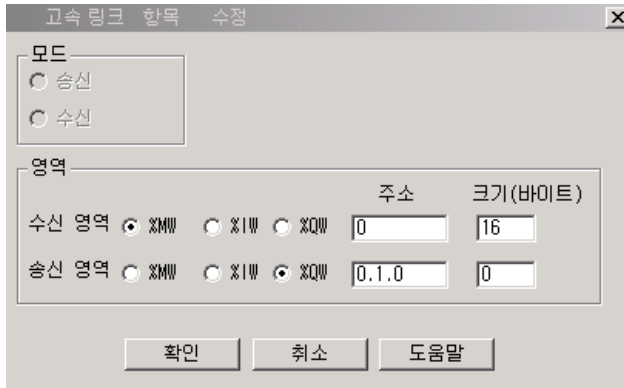 고속 링크 항목 수정
모드
송신
수신
영역
주소 크기(바이트)
수신 영역 %MW %IW %QW 0 16
송신 영역 %MW %IW %QW 0.1.0 0
확인 취소 도움말